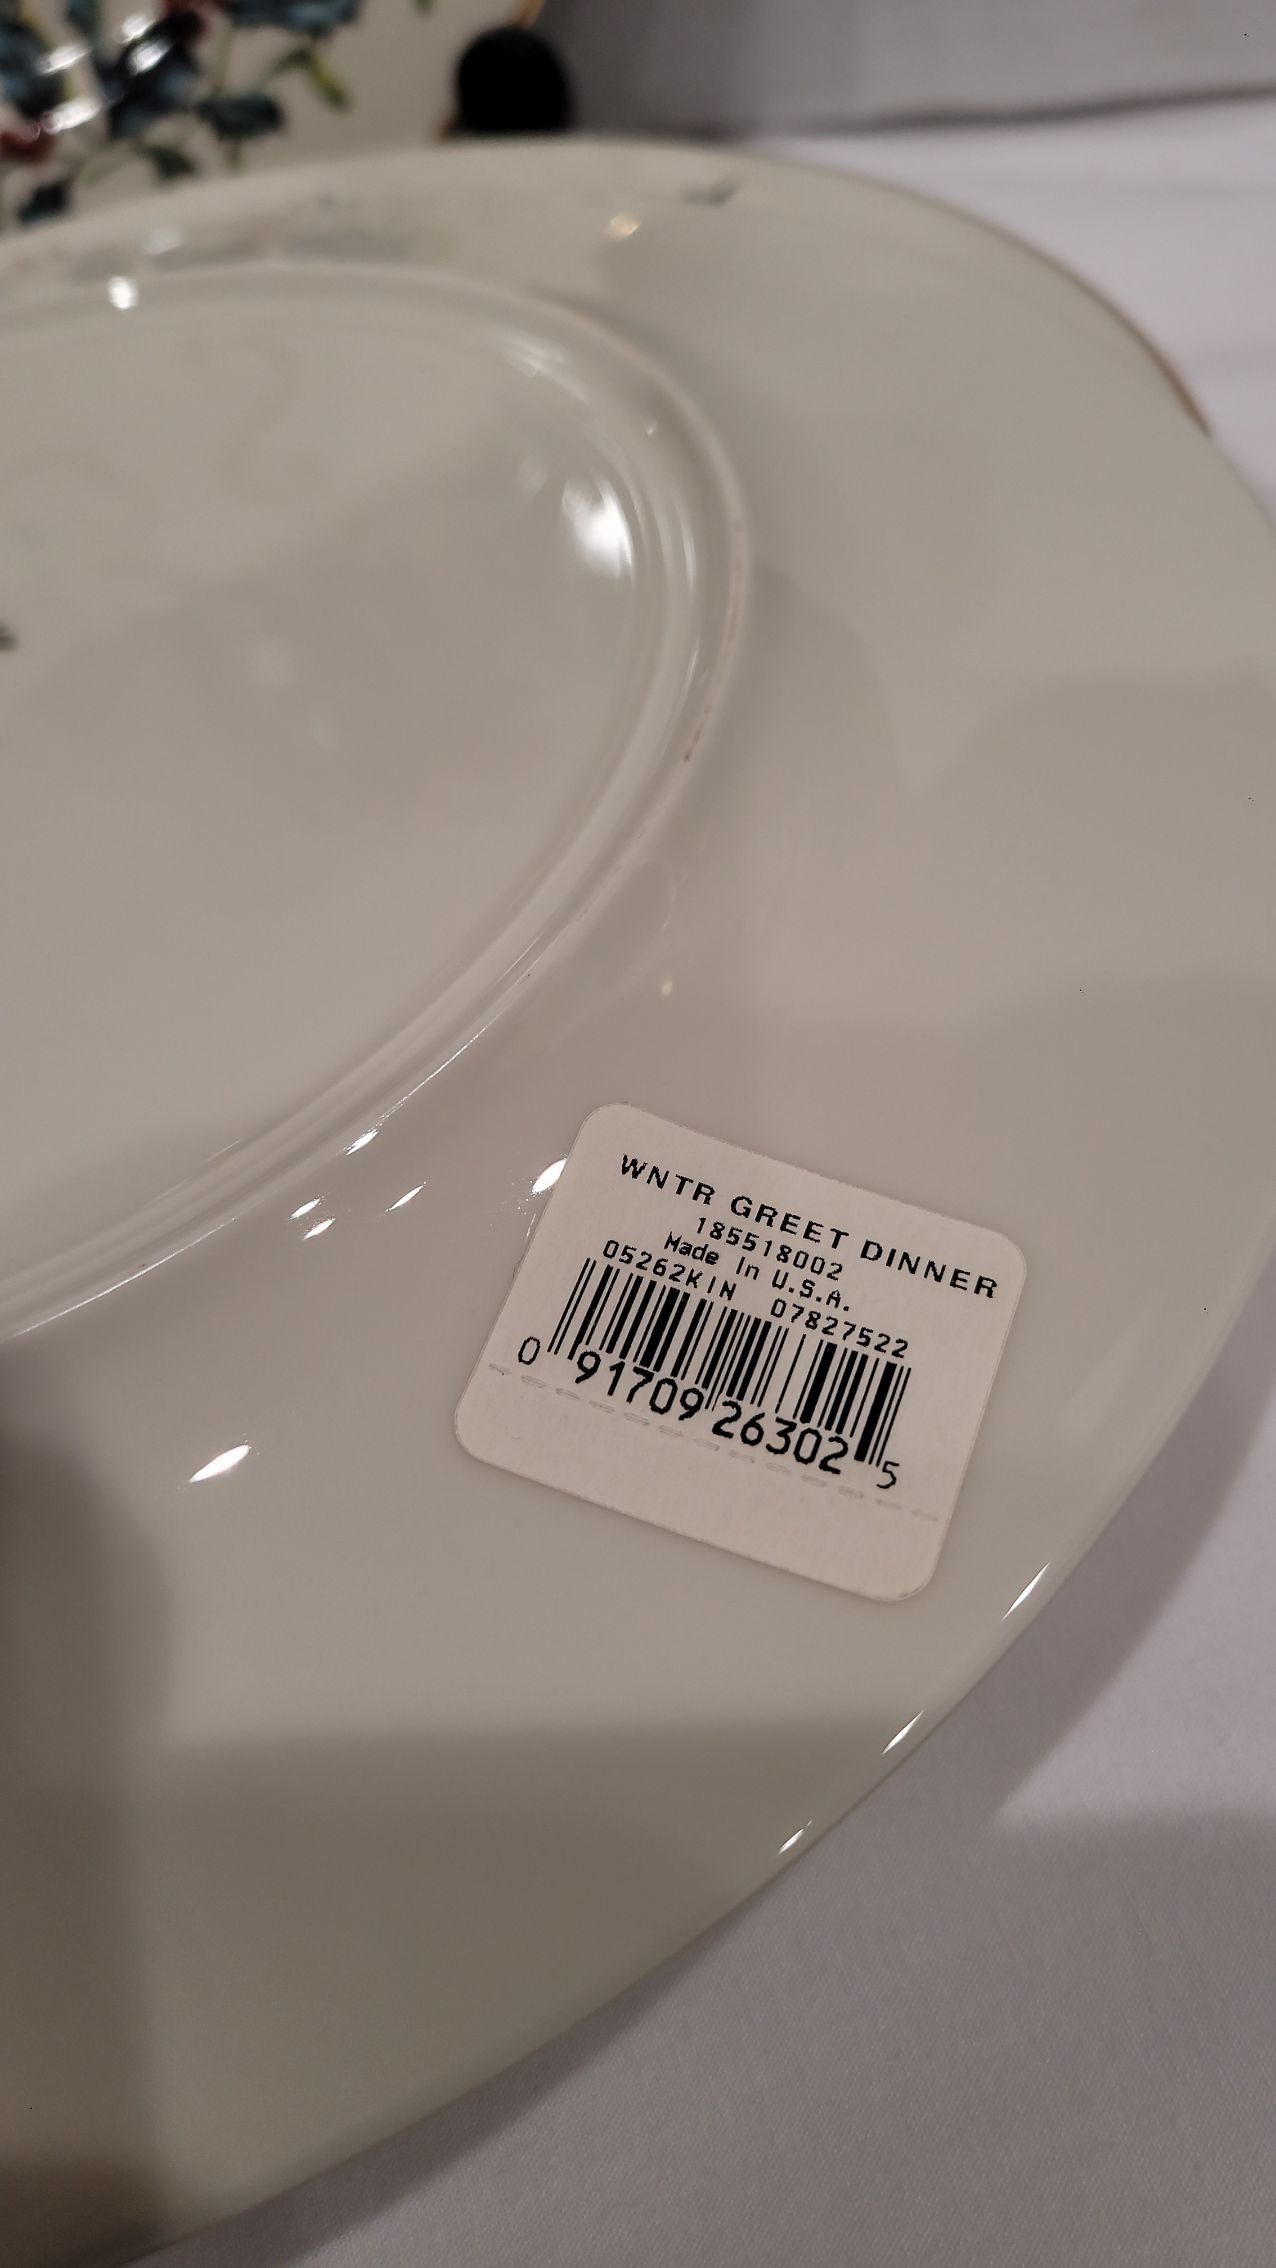 WNTR GREET DINNER
185518002
Made In U.S.A.
05262KIN 07827522
0 91709 26302 5